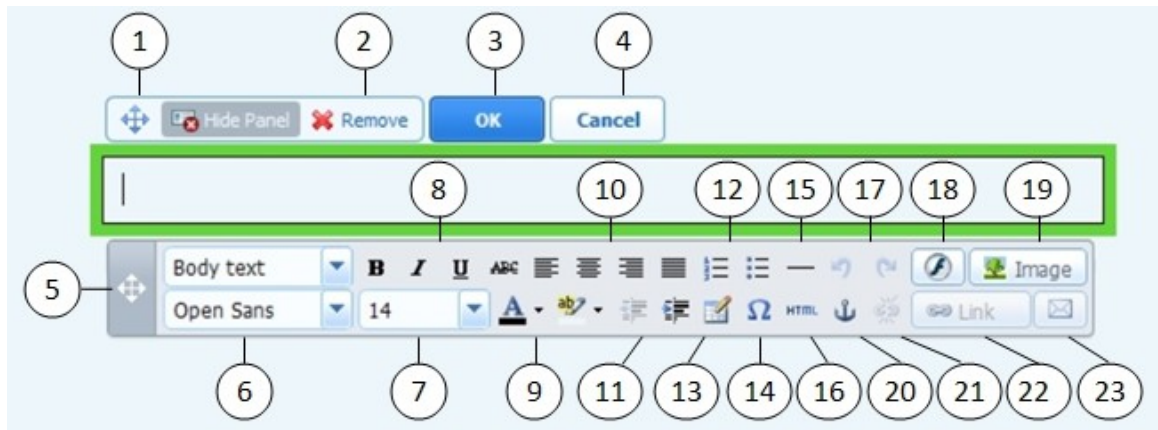 1 2 3 4
Hide Panel Remove OK Cancel
8 10 12 15 17 18 19
5
Body text B I U ABC Image
Open Sans 14 A ab Ω HTML Link
6 7 9 11 13 14 16 20 21 22 23